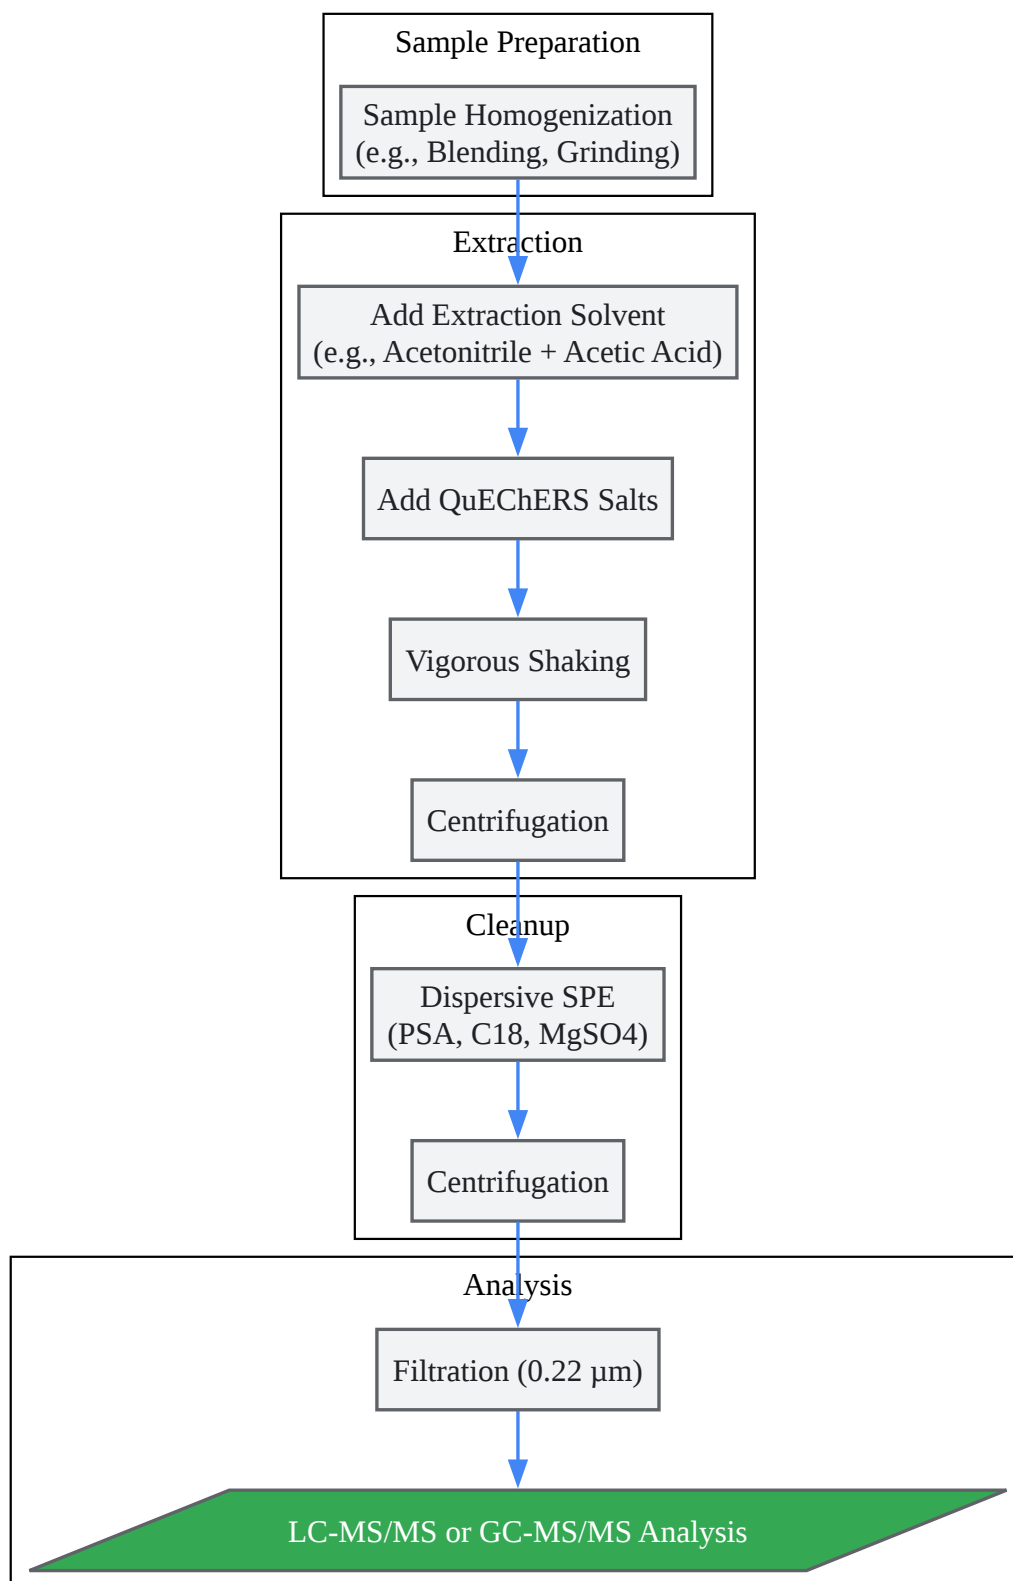 Sample Preparation
Sample Homogenization
(e.g., Blending, Grinding)
Extraction
Add Extraction Solvent
(e.g., Acetonitrile + Acetic Acid)
Add QuEChERS Salts
Vigorous Shaking
Centrifugation
Cleanup
Dispersive SPE
(PSA, C18, MgSO4)
Centrifugation
Analysis
Filtration (0.22 µm)
LC-MS/MS or GC-MS/MS Analysis